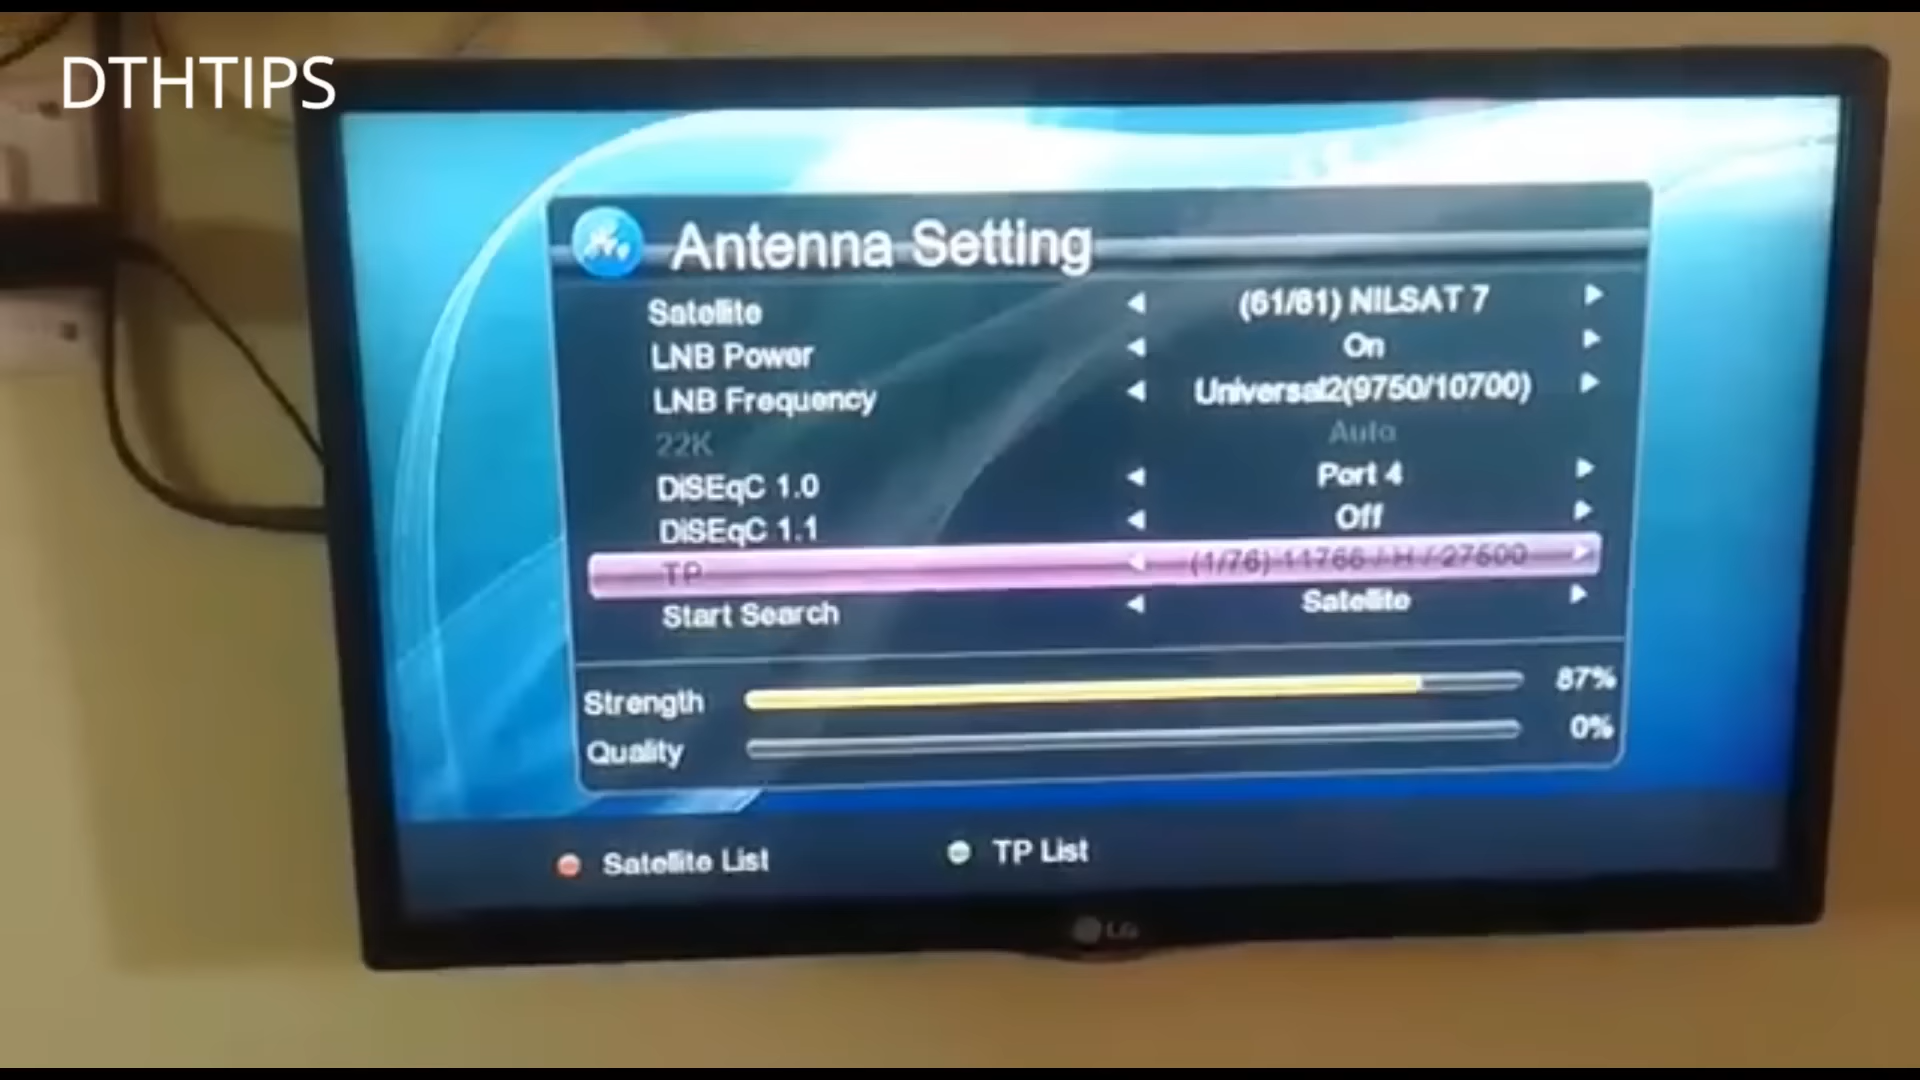 DTHTIPS
Antenna Setting
Satellite (61/61) NILSAT 7
LNB Power On
LNB Frequency Universal2(9750/10700)
22K Auto
DiSEqC 1.0 Port 4
DiSEqC 1.1 Off
TP (1/76) 11766 / H / 27500
Start Search Satellite
Strength 87%
Quality 0%
Satellite List TP List
LG